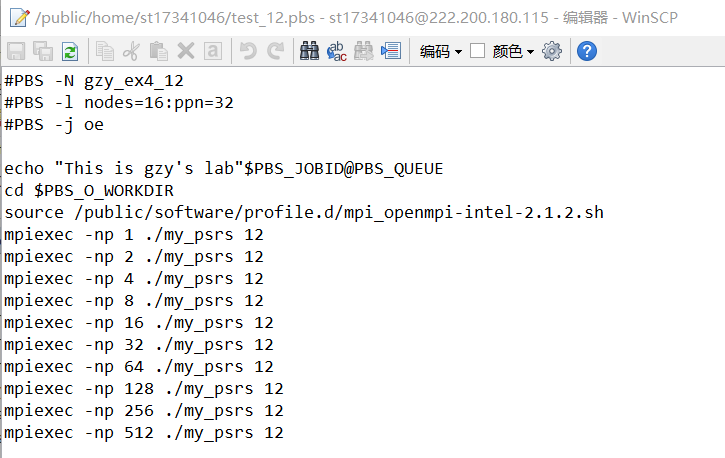 /public/home/st17341046/test_12.pbs - st17341046@222.200.180.115 - 编辑器 - WinSCP
编码 颜色
#PBS -N gzy_ex4_12
#PBS -l nodes=16:ppn=32
#PBS -j oe
echo "This is gzy's lab"$PBS_JOBID@PBS_QUEUE
cd $PBS_O_WORKDIR
source /public/software/profile.d/mpi_openmpi-intel-2.1.2.sh
mpiexec -np 1 ./my_psrs 12
mpiexec -np 2 ./my_psrs 12
mpiexec -np 4 ./my_psrs 12
mpiexec -np 8 ./my_psrs 12
mpiexec -np 16 ./my_psrs 12
mpiexec -np 32 ./my_psrs 12
mpiexec -np 64 ./my_psrs 12
mpiexec -np 128 ./my_psrs 12
mpiexec -np 256 ./my_psrs 12
mpiexec -np 512 ./my_psrs 12